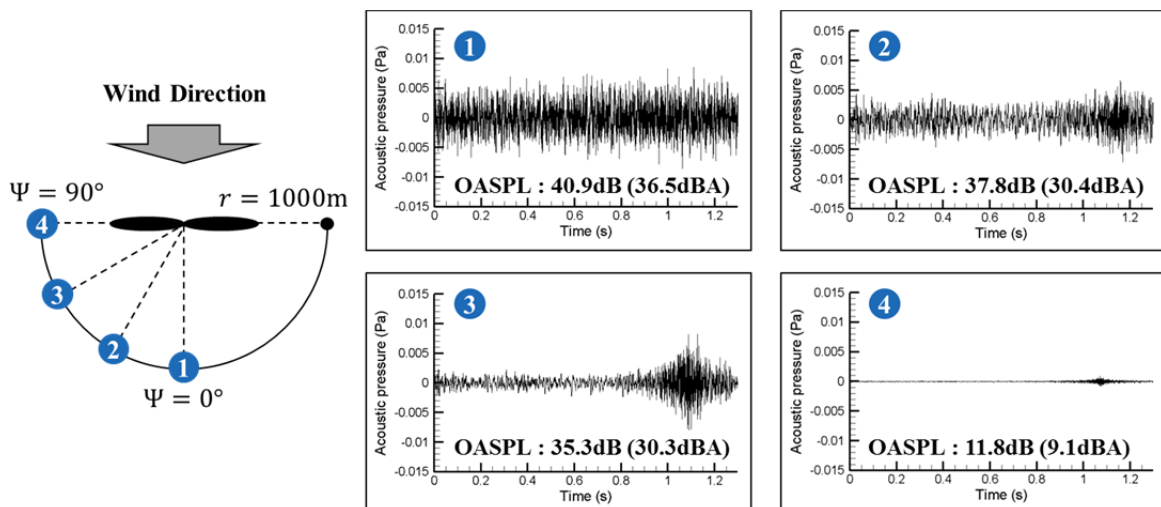 Wind Direction
Ψ = 90°
r = 1000m
4
3
2
1
Ψ = 0°
1
Acoustic pressure (Pa)
0.015
0.01
0.005
0
-0.005
-0.01
-0.015
OASPL : 40.9dB (36.5dBA)
0 0.2 0.4 0.6 0.8 1 1.2
Time (s)
2
Acoustic pressure (Pa)
0.015
0.01
0.005
0
-0.005
-0.01
-0.015
OASPL : 37.8dB (30.4dBA)
0 0.2 0.4 0.6 0.8 1 1.2
Time (s)
3
Acoustic pressure (Pa)
0.015
0.01
0.005
0
-0.005
-0.01
-0.015
OASPL : 35.3dB (30.3dBA)
0 0.2 0.4 0.6 0.8 1 1.2
Time (s)
4
Acoustic pressure (Pa)
0.015
0.01
0.005
0
-0.005
-0.01
-0.015
OASPL : 11.8dB (9.1dBA)
0 0.2 0.4 0.6 0.8 1 1.2
Time (s)